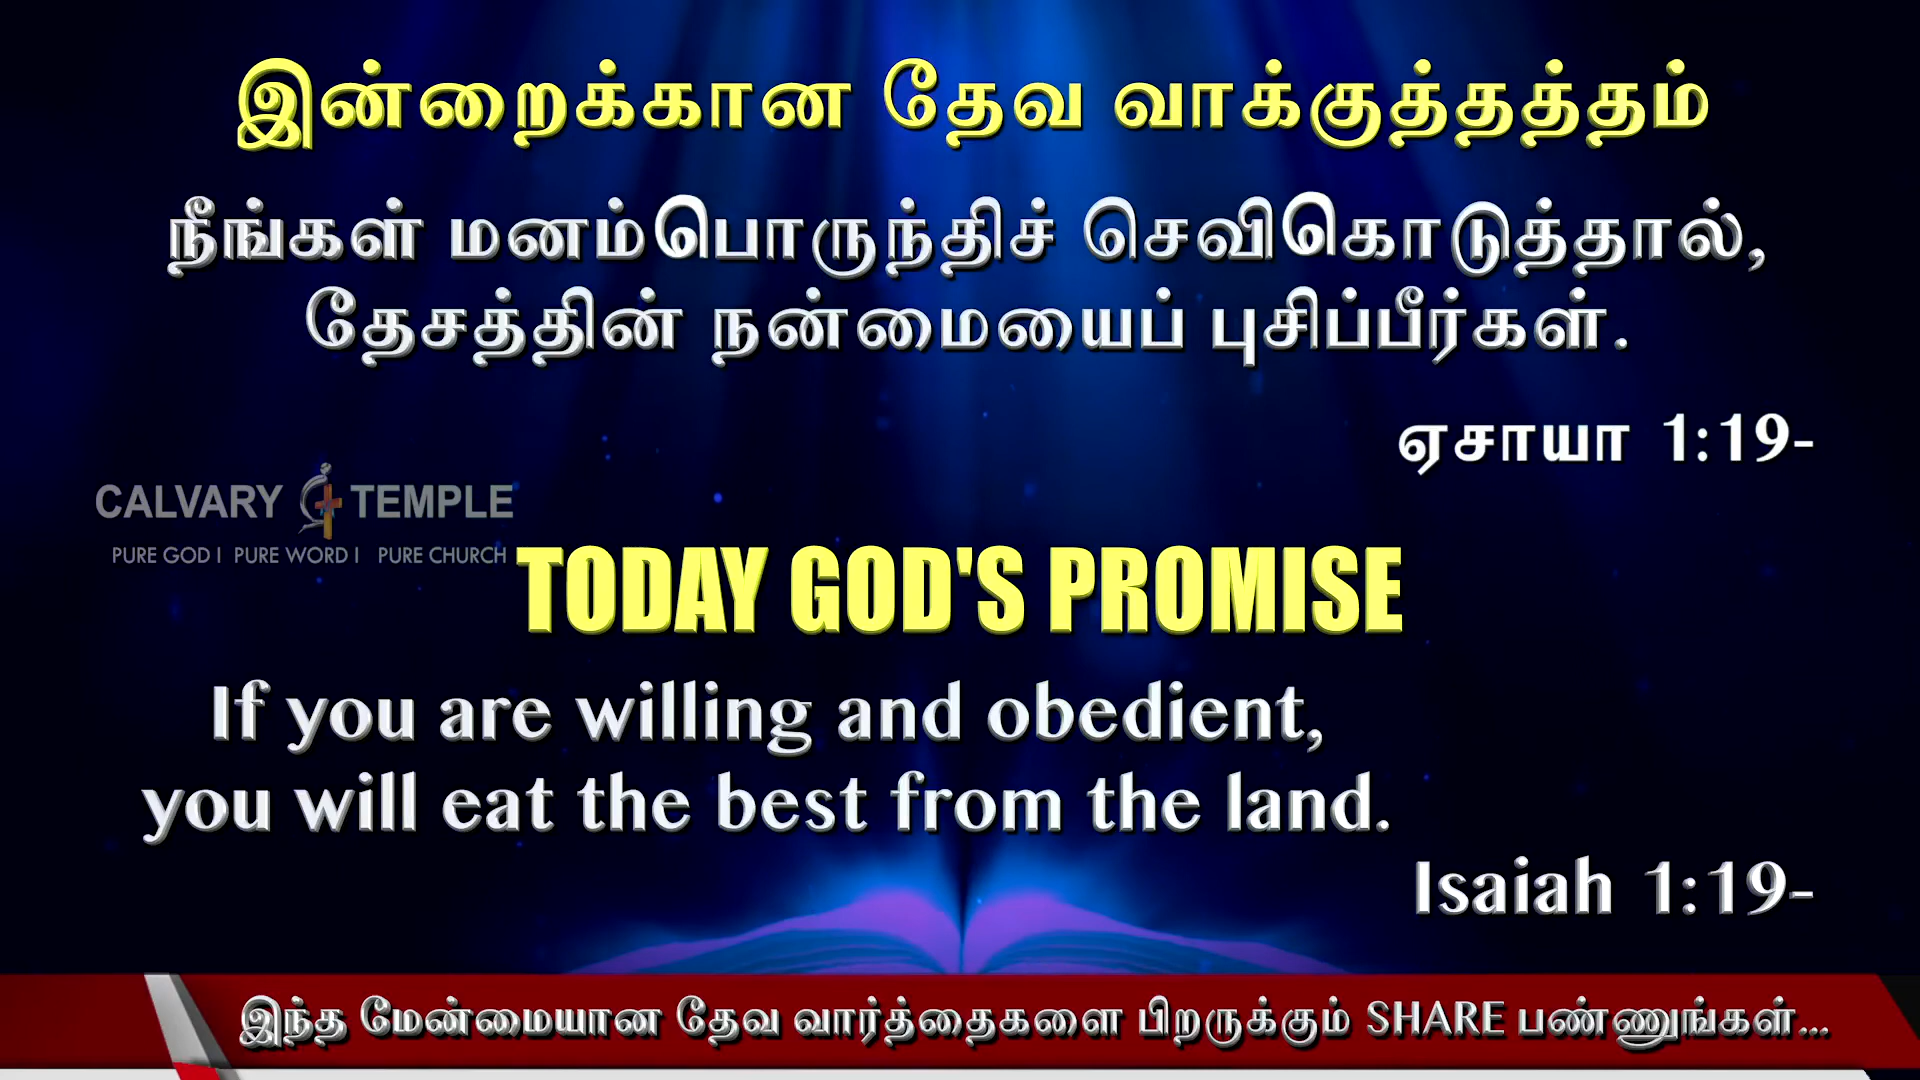 இன்றைக்கான தேவ வாக்குத்தத்தம்
நீங்கள் மனம்பொருந்திச் செவிகொடுத்தால்,
தேசத்தின் நன்மையைப் புசிப்பீர்கள்.
ஏசாயா 1:19-
CALVARY TEMPLE
PURE GOD I PURE WORD I PURE CHURCH
TODAY GOD'S PROMISE
If you are willing and obedient,
you will eat the best from the land.
Isaiah 1:19-
இந்த மேன்மையான தேவ வார்த்தைகளை பிறருக்கும் SHARE பண்ணுங்கள்...